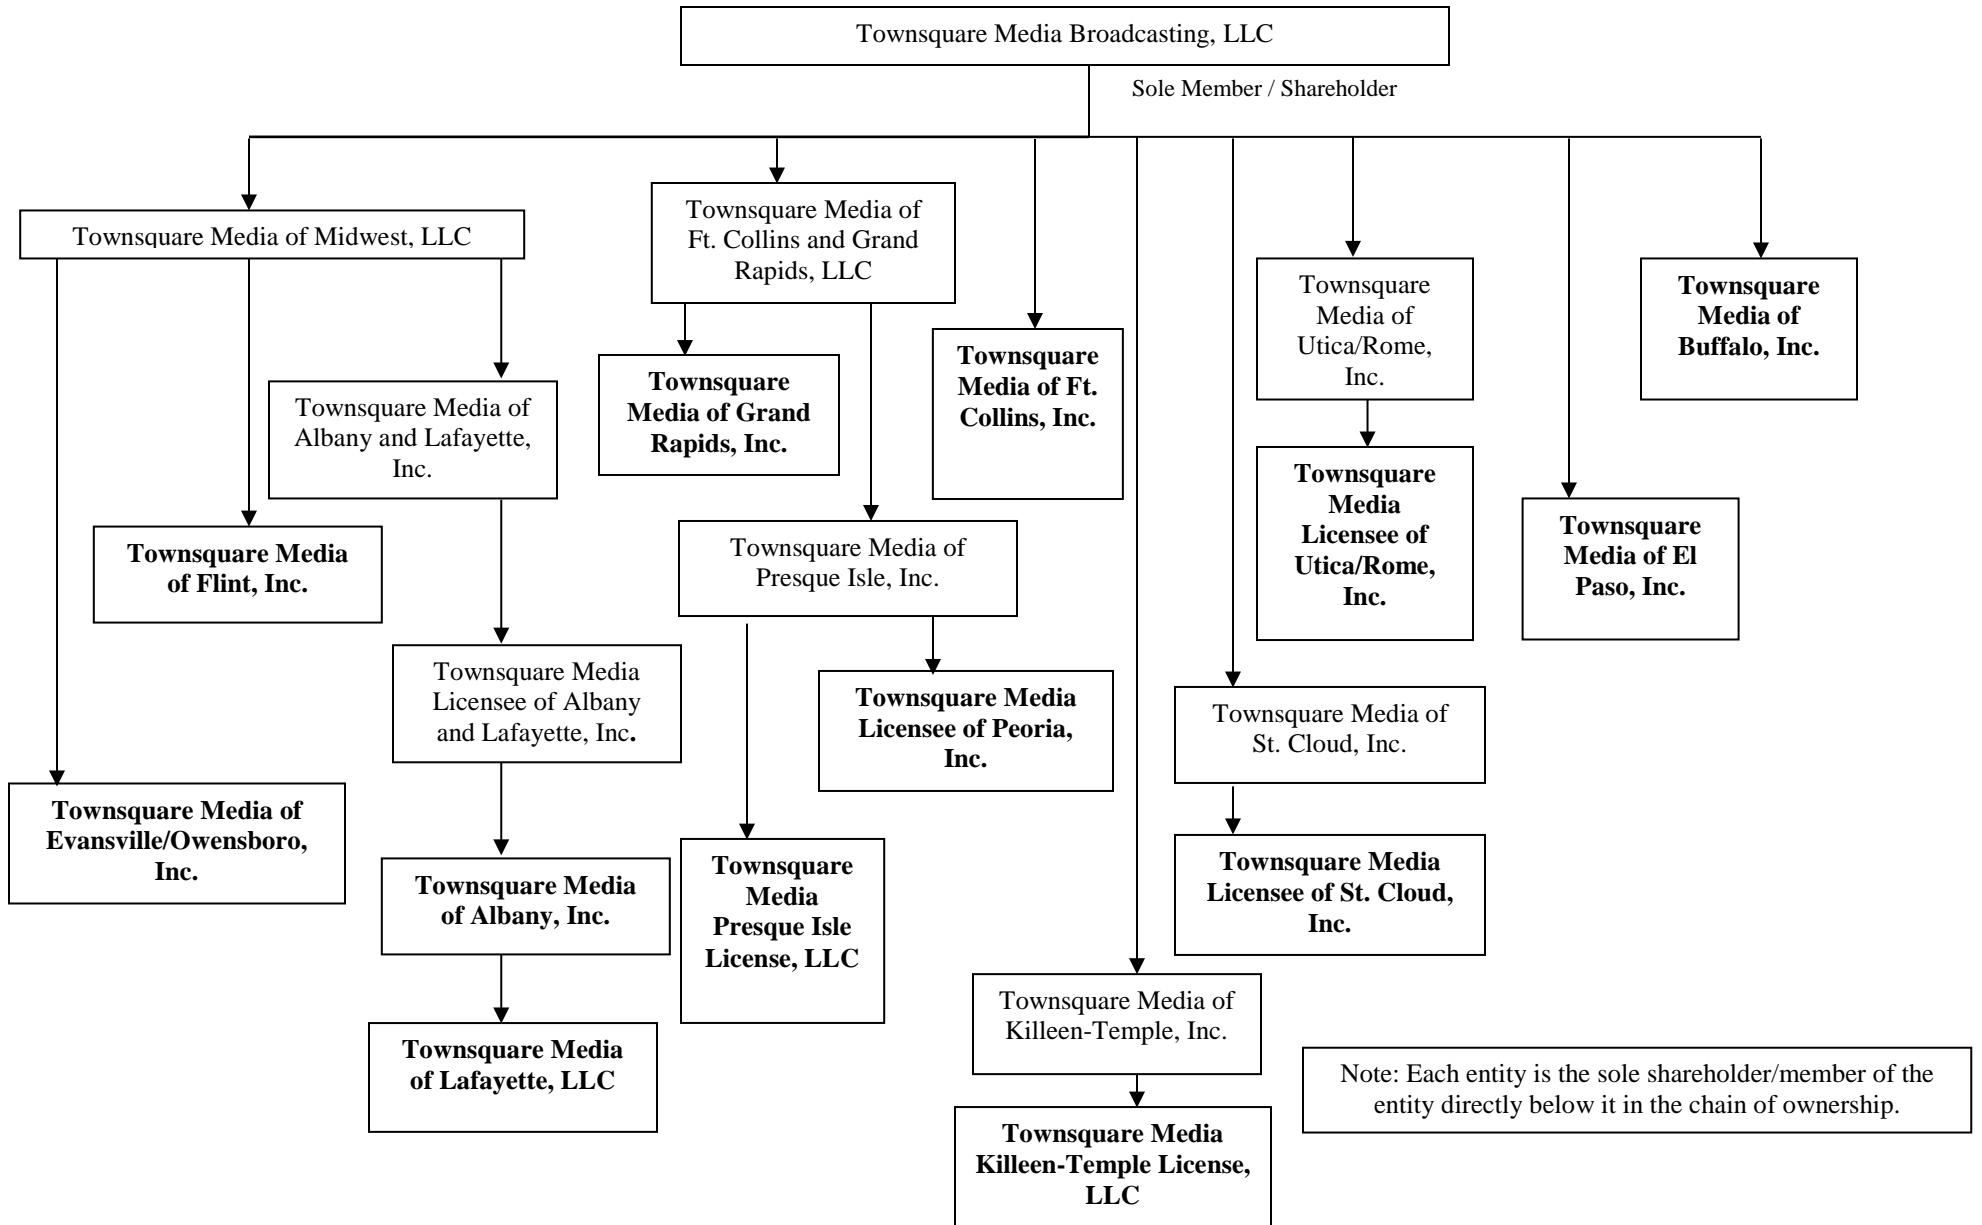 Townsquare Media Broadcasting, LLC
Sole Member / Shareholder
Townsquare Media of Midwest, LLC
Townsquare Media of
Ft. Collins and Grand
Rapids, LLC
Townsquare
Media of
Utica/Rome,
Inc.
Townsquare
Media of
Buffalo, Inc.
Townsquare Media of
Albany and Lafayette,
Inc.
Townsquare
Media of Grand
Rapids, Inc.
Townsquare
Media of Ft.
Collins, Inc.
Townsquare
Media
Licensee of
Utica/Rome,
Inc.
Townsquare
Media of El
Paso, Inc.
Townsquare Media
of Flint, Inc.
Townsquare Media of
Presque Isle, Inc.
Townsquare Media
Licensee of Albany
and Lafayette, Inc.
Townsquare Media
Licensee of Peoria,
Inc.
Townsquare Media of
St. Cloud, Inc.
Townsquare Media of
Evansville/Owensboro,
Inc.
Townsquare Media
of Albany, Inc.
Townsquare
Media
Presque Isle
License, LLC
Townsquare Media
Licensee of St. Cloud,
Inc.
Townsquare Media of
Killeen-Temple, Inc.
Townsquare Media
of Lafayette, LLC
Note: Each entity is the sole shareholder/member of the
entity directly below it in the chain of ownership.
Townsquare Media
Killeen-Temple License,
LLC